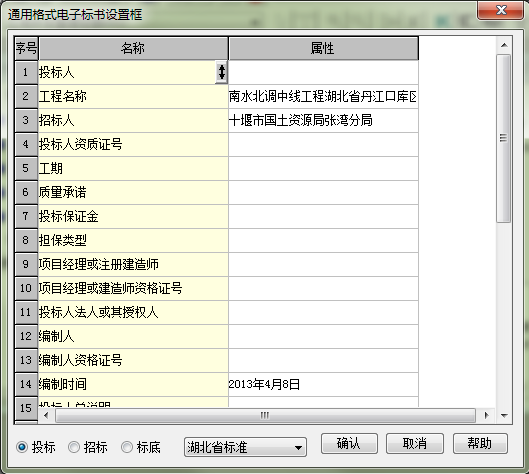 通用格式电子标书设置框
序号 名称 属性
1 投标人
2 工程名称 南水北调中线工程湖北省丹江口库区
3 招标人 十堰市国土资源局张湾分局
4 投标人资质证号
5 工期
6 质量承诺
7 投标保证金
8 担保类型
9 项目经理或注册建造师
10 项目经理或建造师资格证号
11 投标人法人或其授权人
12 编制人
13 编制人资格证号
14 编制时间 2013年4月8日
15 投标人总说明
投标 招标 标底 湖北省标准 确认 取消 帮助